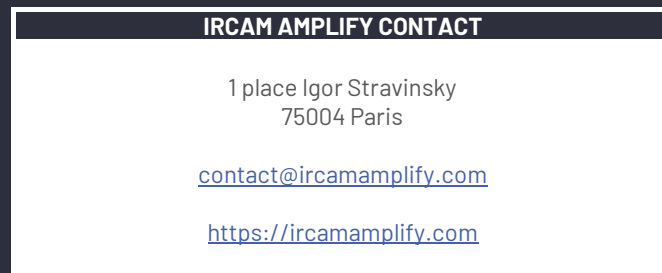 IRCAM AMPLIFY CONTACT
1 place Igor Stravinsky
75004 Paris
contact@ircamamplify.com
https://ircamamplify.com